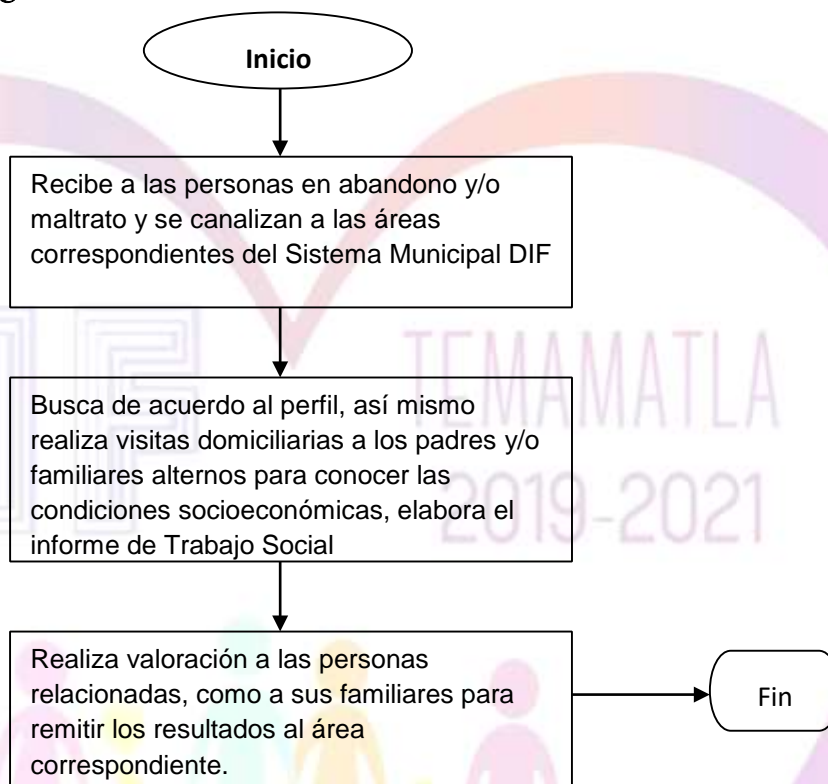 Inicio
Recibe a las personas en abandono y/o
maltrato y se canalizan a las áreas
correspondientes del Sistema Municipal DIF
TEMAMATLA
2019-2021
Busca de acuerdo al perfil, así mismo
realiza visitas domiciliarias a los padres y/o
familiares alternos para conocer las
condiciones socioeconómicas, elabora el
informe de Trabajo Social
Realiza valoración a las personas
relacionadas, como a sus familiares para
remitir los resultados al área
correspondiente.
Fin